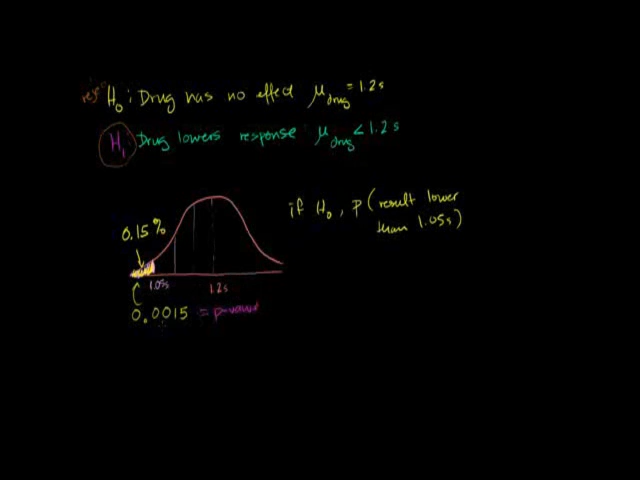 H₀: Drug has no effect μdrug = 1.2s
H₁: Drug lowers response μdrug < 1.2s
if H₀, P (result lower
than 1.05s)
0.15%
1.05s 1.2s
0.0015 = p-value